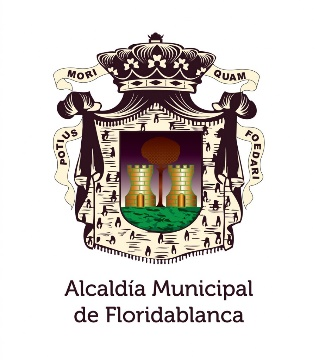 POTIUS MORI QUAM FOEDARI
Alcaldía Municipal
de Floridablanca